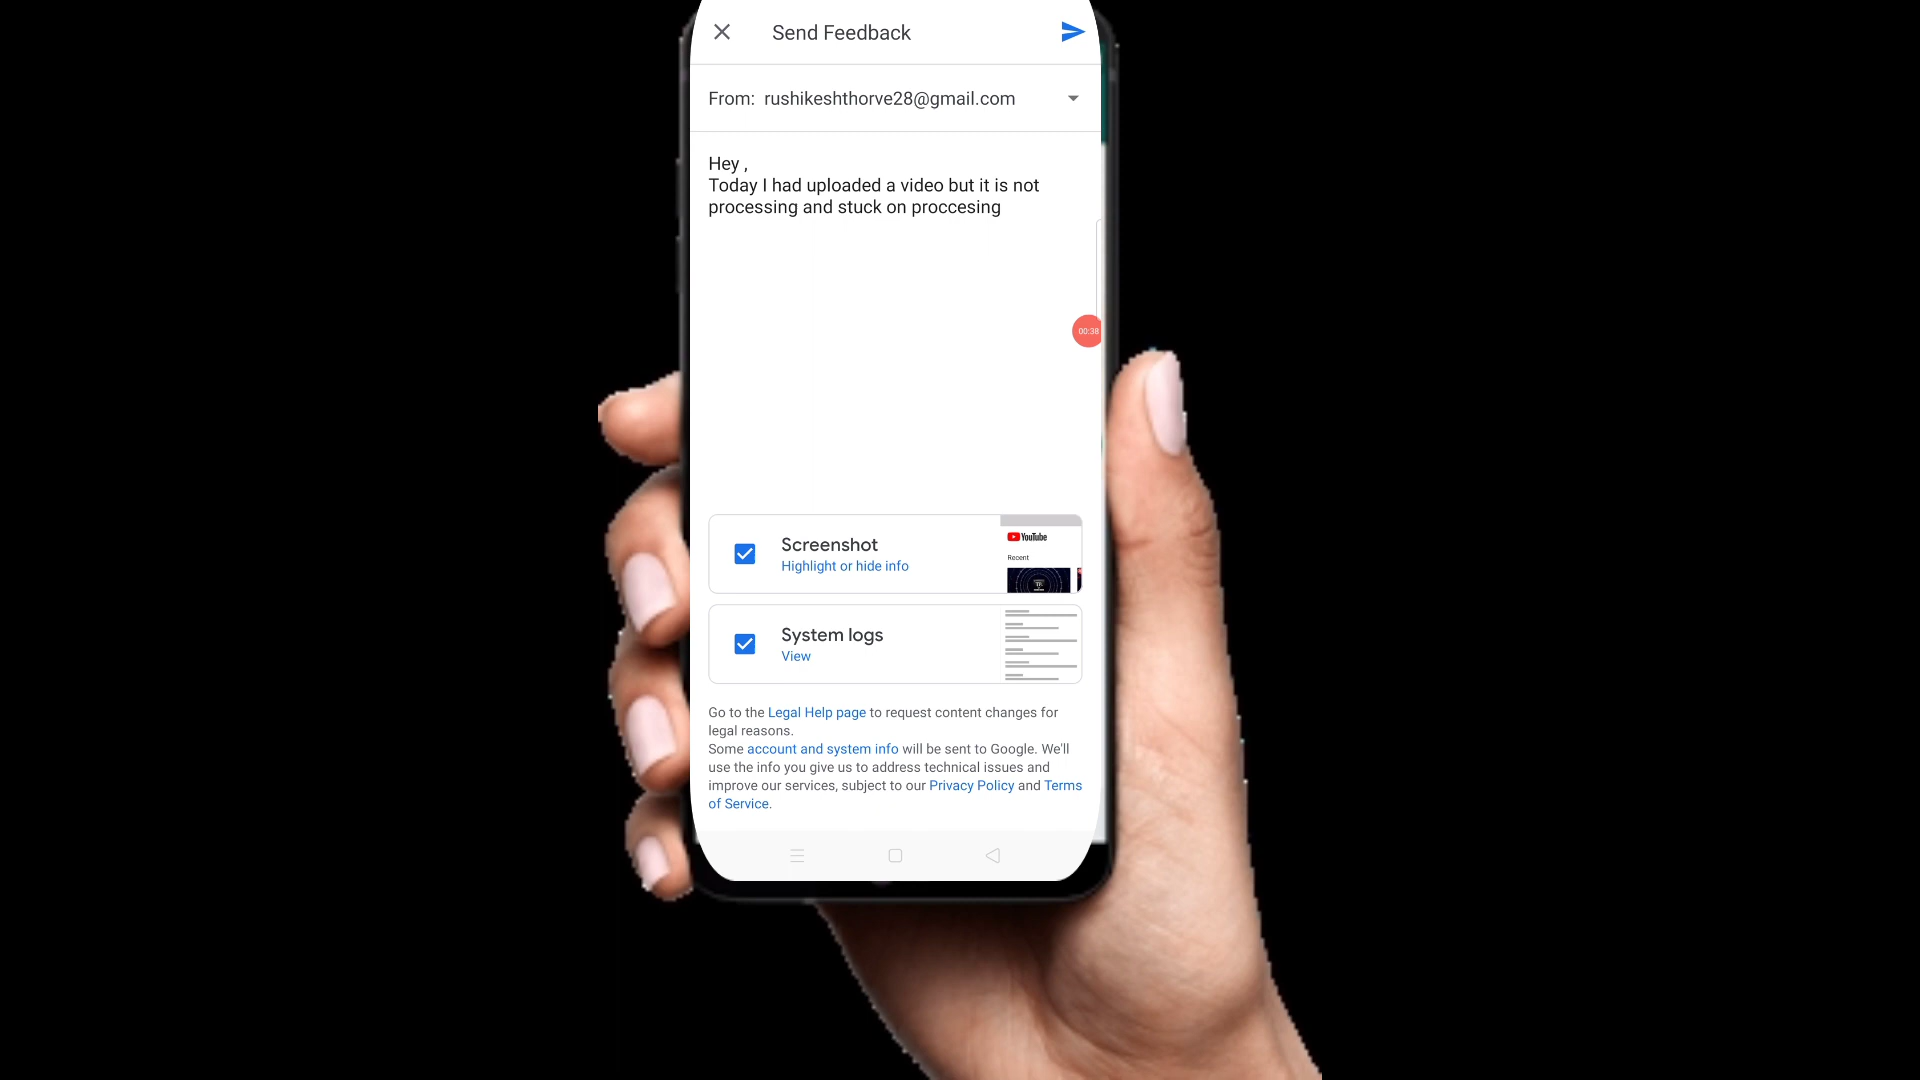 Send Feedback
From: rushikeshthorve28@gmail.com
Hey ,
Today I had uploaded a video but it is not
processing and stuck on proccesing
00:38
Screenshot
Highlight or hide info
YouTube
Recent
System logs
View
Go to the Legal Help page to request content changes for
legal reasons.
Some account and system info will be sent to Google. We'll
use the info you give us to address technical issues and
improve our services, subject to our Privacy Policy and Terms
of Service.